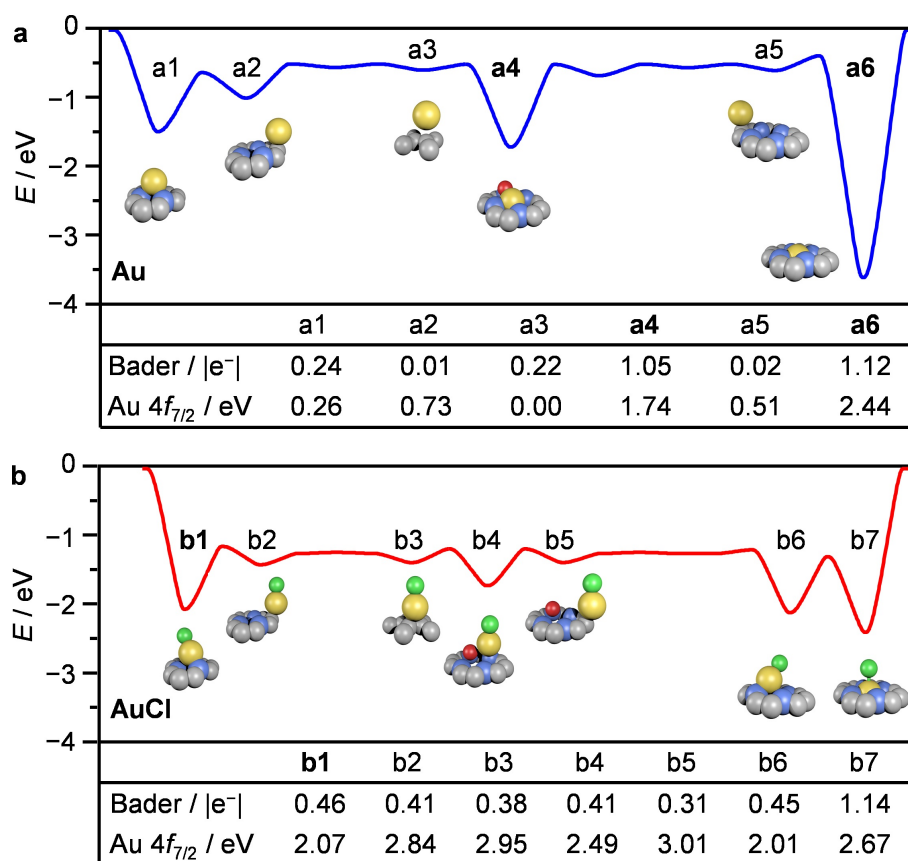 a
0
a1 a2 a3 a4 a5 a6
−1
−2
−3
−4
E / eV
Au
a1 a2 a3 a4 a5 a6
Bader / |e⁻| 0.24 0.01 0.22 1.05 0.02 1.12
Au 4f7/2 / eV 0.26 0.73 0.00 1.74 0.51 2.44
b
0
b1 b2 b3 b4 b5 b6 b7
−1
−2
−3
−4
E / eV
AuCl
b1 b2 b3 b4 b5 b6 b7
Bader / |e⁻| 0.46 0.41 0.38 0.41 0.31 0.45 1.14
Au 4f7/2 / eV 2.07 2.84 2.95 2.49 3.01 2.01 2.67